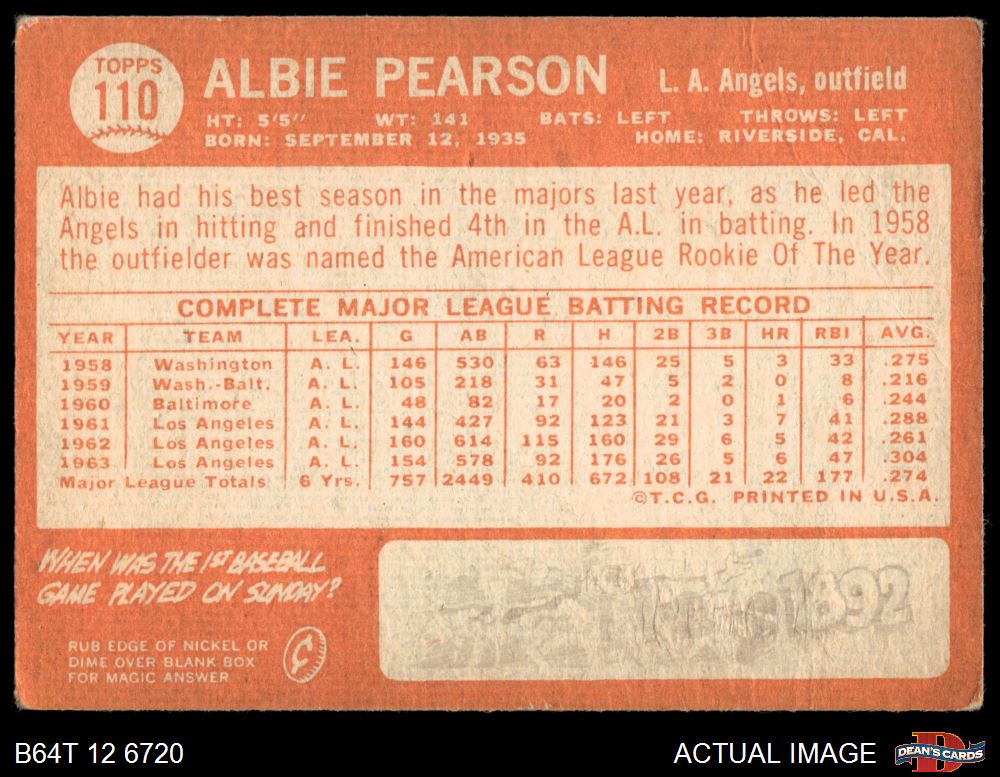 TOPPS
110
ALBIE PEARSON L. A. Angels, outfield
HT: 5'5" WT: 141 BATS: LEFT THROWS: LEFT
BORN: SEPTEMBER 12, 1935 HOME: RIVERSIDE, CAL.
Albie had his best season in the majors last year, as he led the
Angels in hitting and finished 4th in the A.L. in batting. In 1958
the outfielder was named the American League Rookie Of The Year.
COMPLETE MAJOR LEAGUE BATTING RECORD
YEAR TEAM LEA. G AB R H 2B 3B HR RBI AVG.
1958 Washington A. L. 146 530 63 146 25 5 3 33 .275
1959 Wash.-Balt. A. L. 105 218 31 47 5 2 0 8 .216
1960 Baltimore A. L. 48 82 17 20 2 0 1 6 .244
1961 Los Angeles A. L. 144 427 92 123 21 3 7 41 .288
1962 Los Angeles A. L. 160 614 115 160 29 6 5 42 .261
1963 Los Angeles A. L. 154 578 92 176 26 5 6 47 .304
Major League Totals 6 Yrs. 757 2449 410 672 108 21 22 177 .274
©T.C.G. PRINTED IN U.S.A.
WHEN WAS THE 1ST BASEBALL
GAME PLAYED ON SUNDAY?
1892
RUB EDGE OF NICKEL OR
DIME OVER BLANK BOX
FOR MAGIC ANSWER
¢
B64T 12 6720 ACTUAL IMAGE DEAN'S CARDS